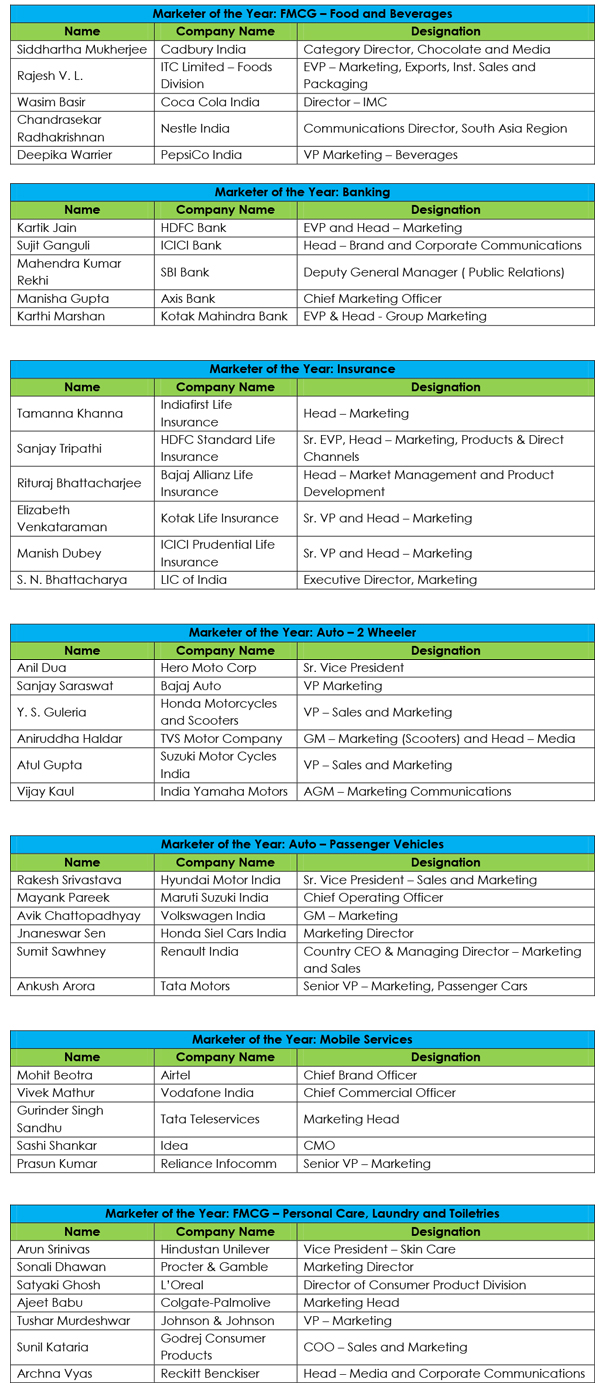 Marketer of the Year: FMCG – Food and Beverages
Name Company Name Designation
Siddhartha Mukherjee Cadbury India Category Director, Chocolate and Media
Rajesh V. L. ITC Limited – Foods Division EVP – Marketing, Exports, Inst. Sales and Packaging
Wasim Basir Coca Cola India Director – IMC
Chandrasekar Radhakrishnan Nestle India Communications Director, South Asia Region
Deepika Warrier PepsiCo India VP Marketing – Beverages
Marketer of the Year: Banking
Name Company Name Designation
Kartik Jain HDFC Bank EVP and Head – Marketing
Sujit Ganguli ICICI Bank Head – Brand and Corporate Communications
Mahendra Kumar Rekhi SBI Bank Deputy General Manager ( Public Relations)
Manisha Gupta Axis Bank Chief Marketing Officer
Karthi Marshan Kotak Mahindra Bank EVP & Head - Group Marketing
Marketer of the Year: Insurance
Name Company Name Designation
Tamanna Khanna Indiafirst Life Insurance Head – Marketing
Sanjay Tripathi HDFC Standard Life Insurance Sr. EVP, Head – Marketing, Products & Direct Channels
Rituraj Bhattacharjee Bajaj Allianz Life Insurance Head – Market Management and Product Development
Elizabeth Venkataraman Kotak Life Insurance Sr. VP and Head – Marketing
Manish Dubey ICICI Prudential Life Insurance Sr. VP and Head – Marketing
S. N. Bhattacharya LIC of India Executive Director, Marketing
Marketer of the Year: Auto – 2 Wheeler
Name Company Name Designation
Anil Dua Hero Moto Corp Sr. Vice President
Sanjay Saraswat Bajaj Auto VP Marketing
Y. S. Guleria Honda Motorcycles and Scooters VP – Sales and Marketing
Aniruddha Haldar TVS Motor Company GM – Marketing (Scooters) and Head – Media
Atul Gupta Suzuki Motor Cycles India VP – Sales and Marketing
Vijay Kaul India Yamaha Motors AGM – Marketing Communications
Marketer of the Year: Auto – Passenger Vehicles
Name Company Name Designation
Rakesh Srivastava Hyundai Motor India Sr. Vice President – Sales and Marketing
Mayank Pareek Maruti Suzuki India Chief Operating Officer
Avik Chattopadhyay Volkswagen India GM – Marketing
Jnaneswar Sen Honda Siel Cars India Marketing Director
Sumit Sawhney Renault India Country CEO & Managing Director – Marketing and Sales
Ankush Arora Tata Motors Senior VP – Marketing, Passenger Cars
Marketer of the Year: Mobile Services
Name Company Name Designation
Mohit Beotra Airtel Chief Brand Officer
Vivek Mathur Vodafone India Chief Commercial Officer
Gurinder Singh Sandhu Tata Teleservices Marketing Head
Sashi Shankar Idea CMO
Prasun Kumar Reliance Infocomm Senior VP – Marketing
Marketer of the Year: FMCG – Personal Care, Laundry and Toiletries
Name Company Name Designation
Arun Srinivas Hindustan Unilever Vice President – Skin Care
Sonali Dhawan Procter & Gamble Marketing Director
Satyaki Ghosh L'Oreal Director of Consumer Product Division
Ajeet Babu Colgate-Palmolive Marketing Head
Tushar Murdeshwar Johnson & Johnson VP – Marketing
Sunil Kataria Godrej Consumer Products COO – Sales and Marketing
Archna Vyas Reckitt Benckiser Head – Media and Corporate Communications